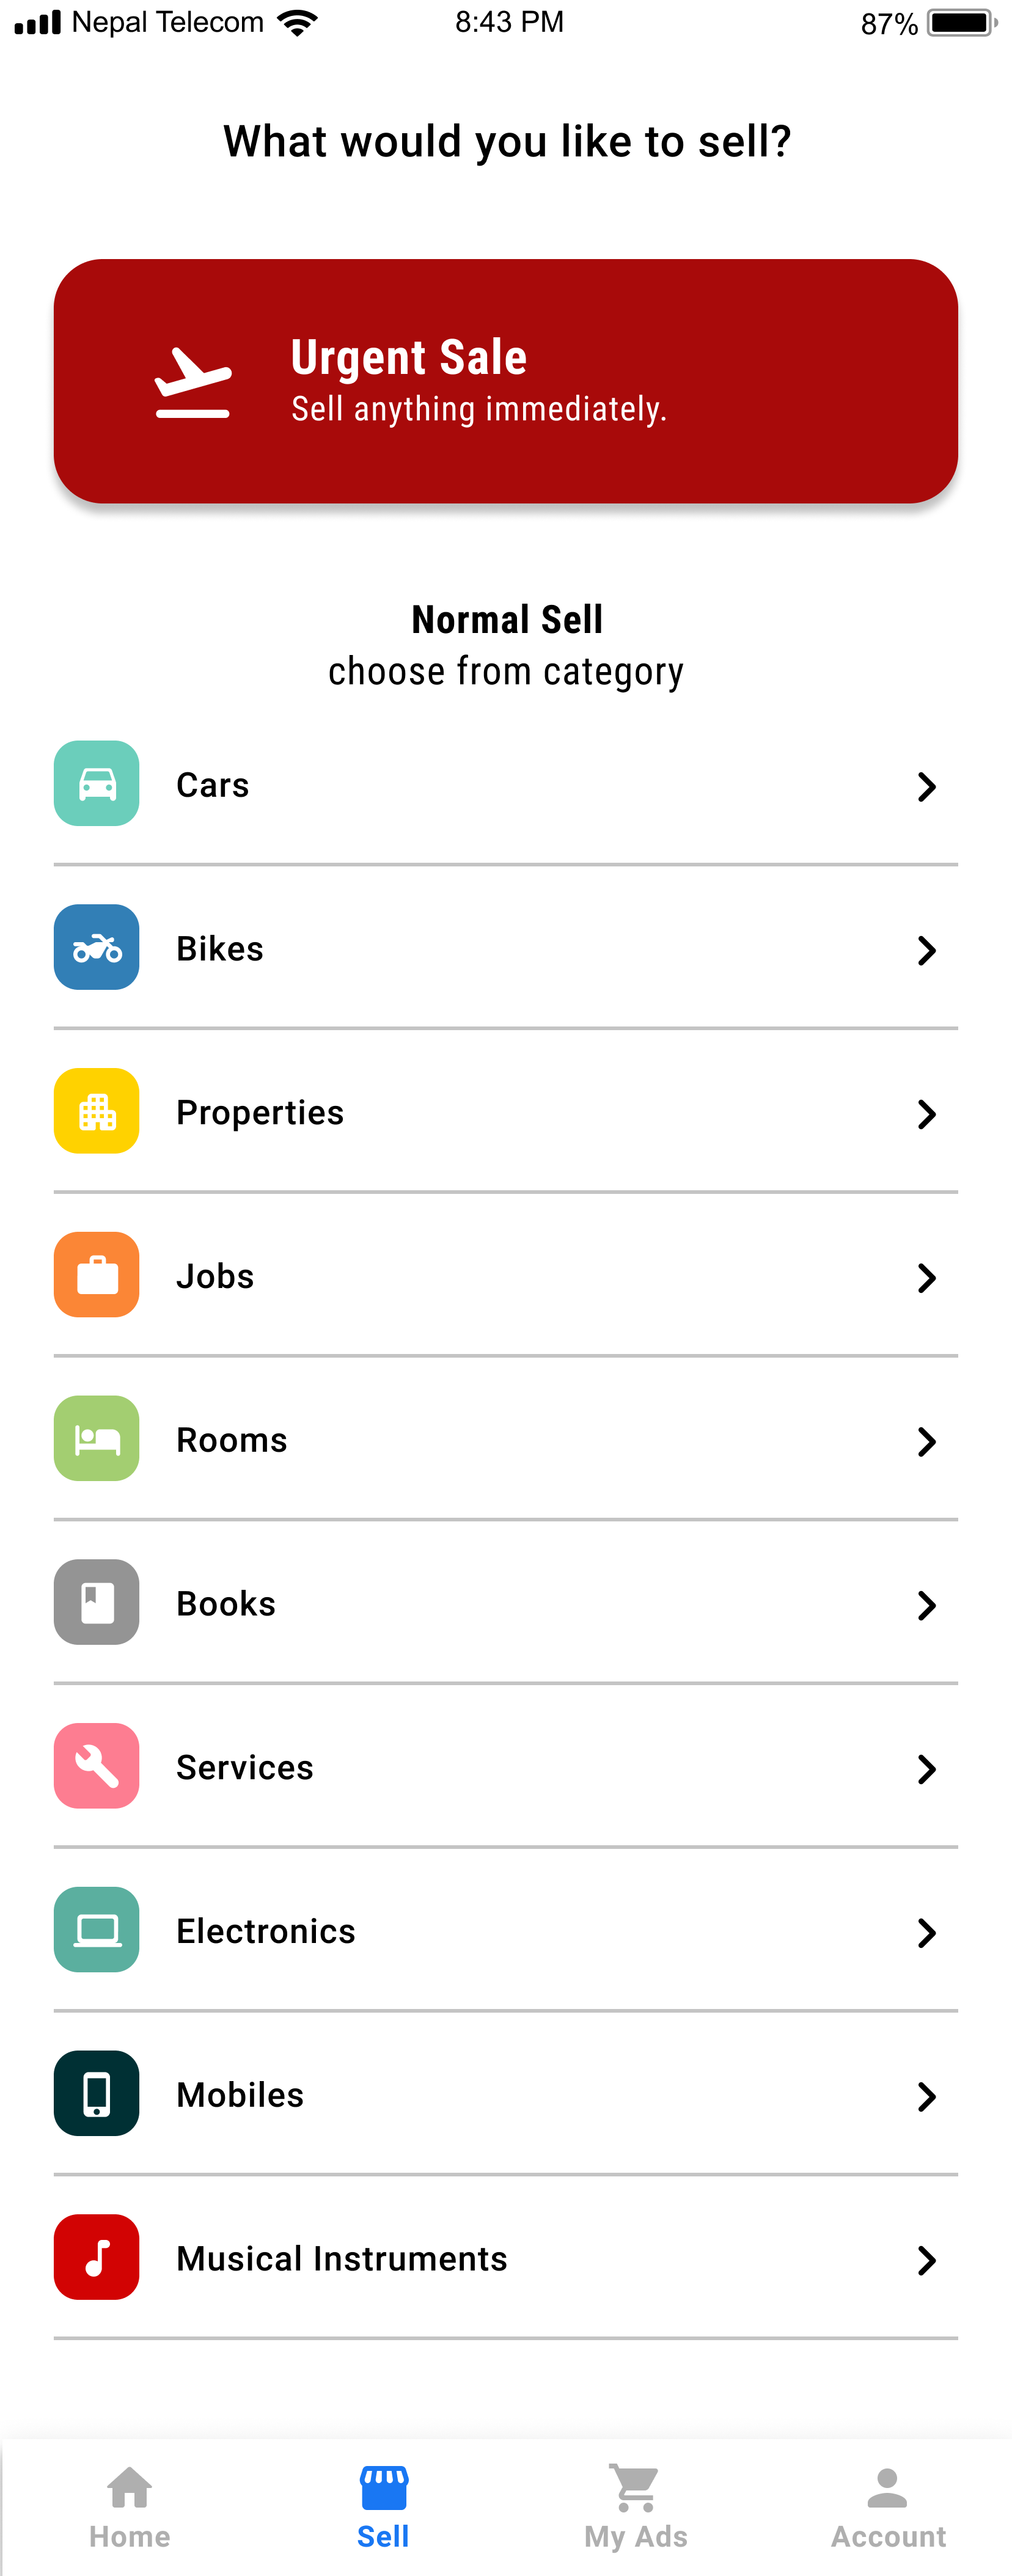 Nepal Telecom 8:43 PM 87%
What would you like to sell?
Urgent Sale
Sell anything immediately.
Normal Sell
choose from category
Cars
Bikes
Properties
Jobs
Rooms
Books
Services
Electronics
Mobiles
Musical Instruments
Home Sell My Ads Account